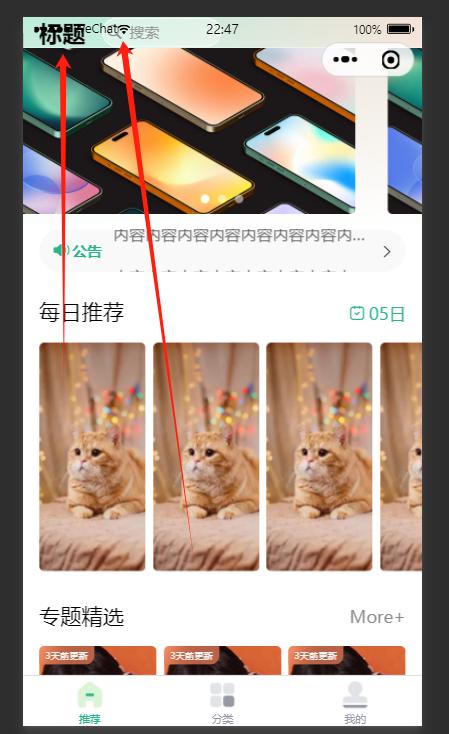 标题 eChat 搜索 22:47 100%
公告 内容内容内容内容内容内容内容内...
每日推荐 05日
专题精选 More+
3天前更新 3天前更新 3天前更新
推荐 分类 我的